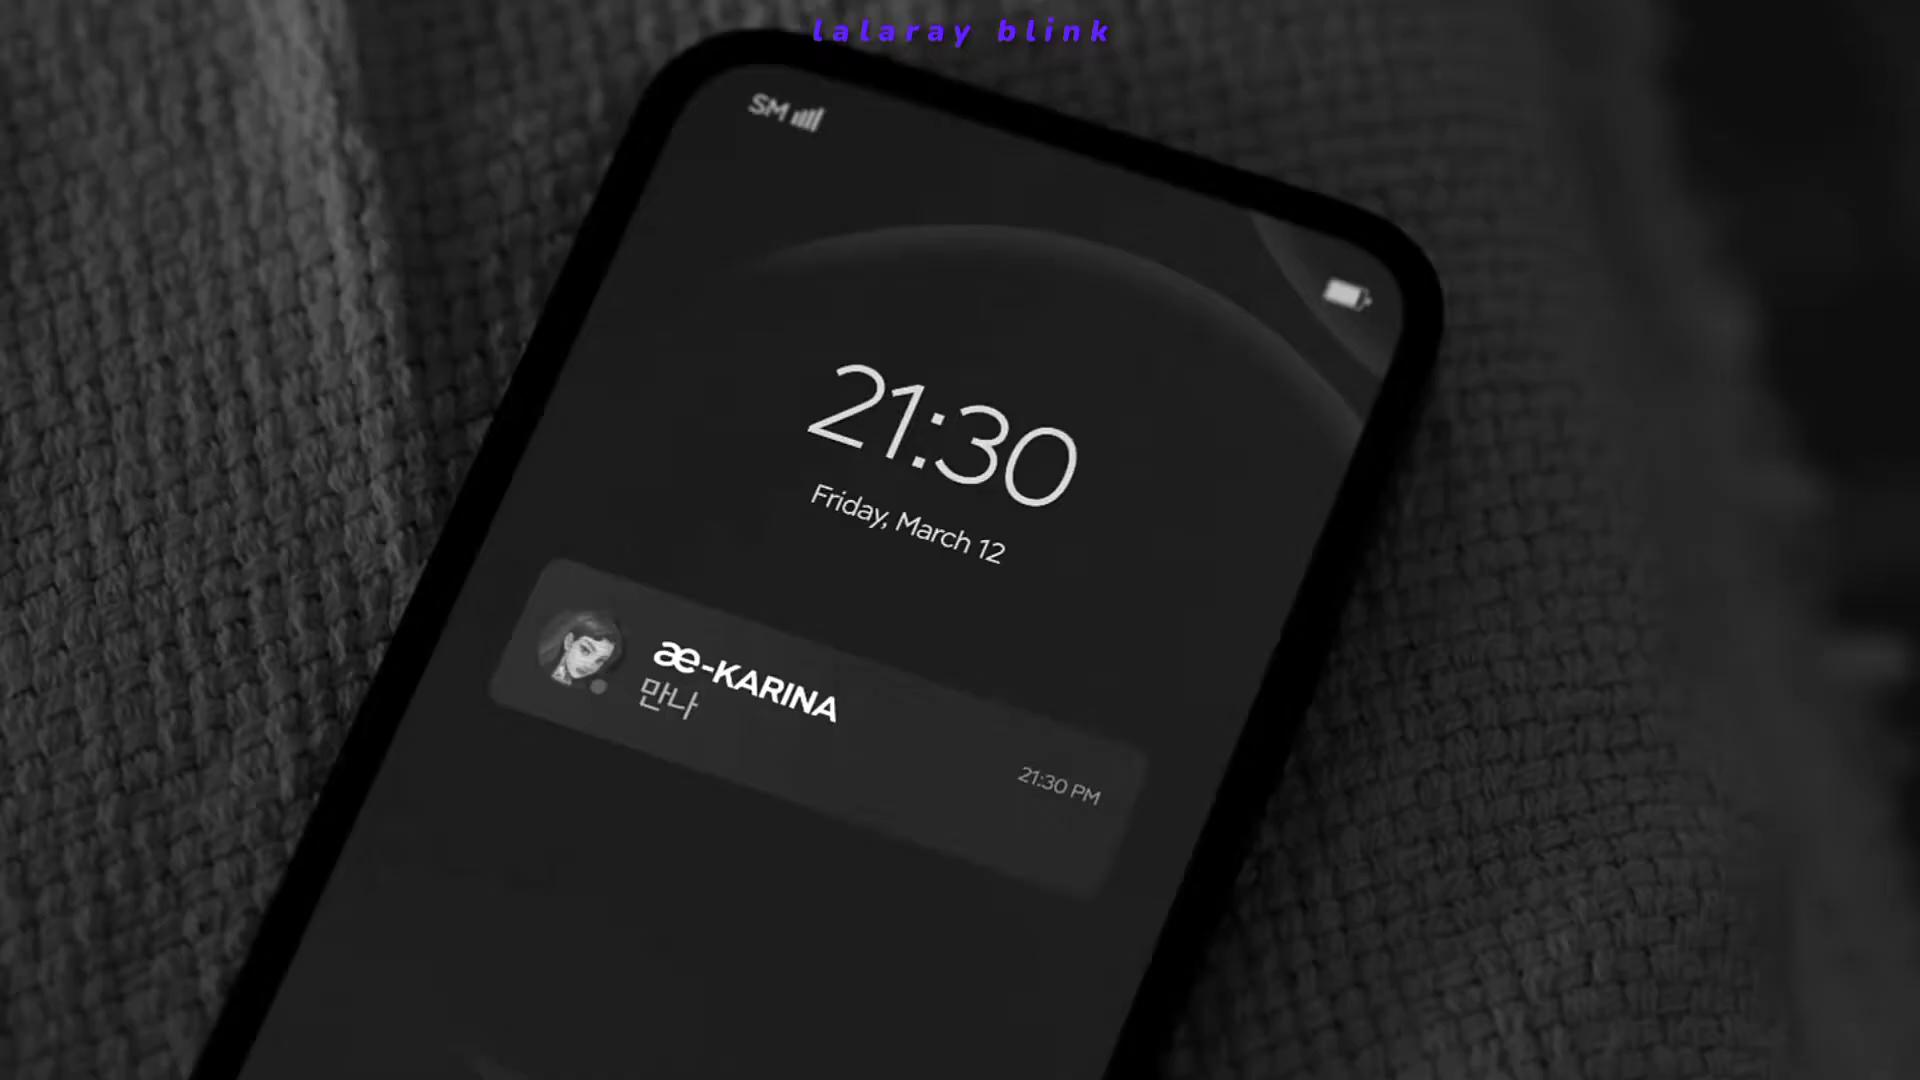 lalaray blink
SM
21:30
Friday, March 12
æ-KARINA
만나
21:30 PM